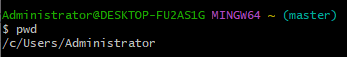 Administrator@DESKTOP-FU2AS1G MINGW64 ~ (master)
$ pwd
/c/Users/Administrator